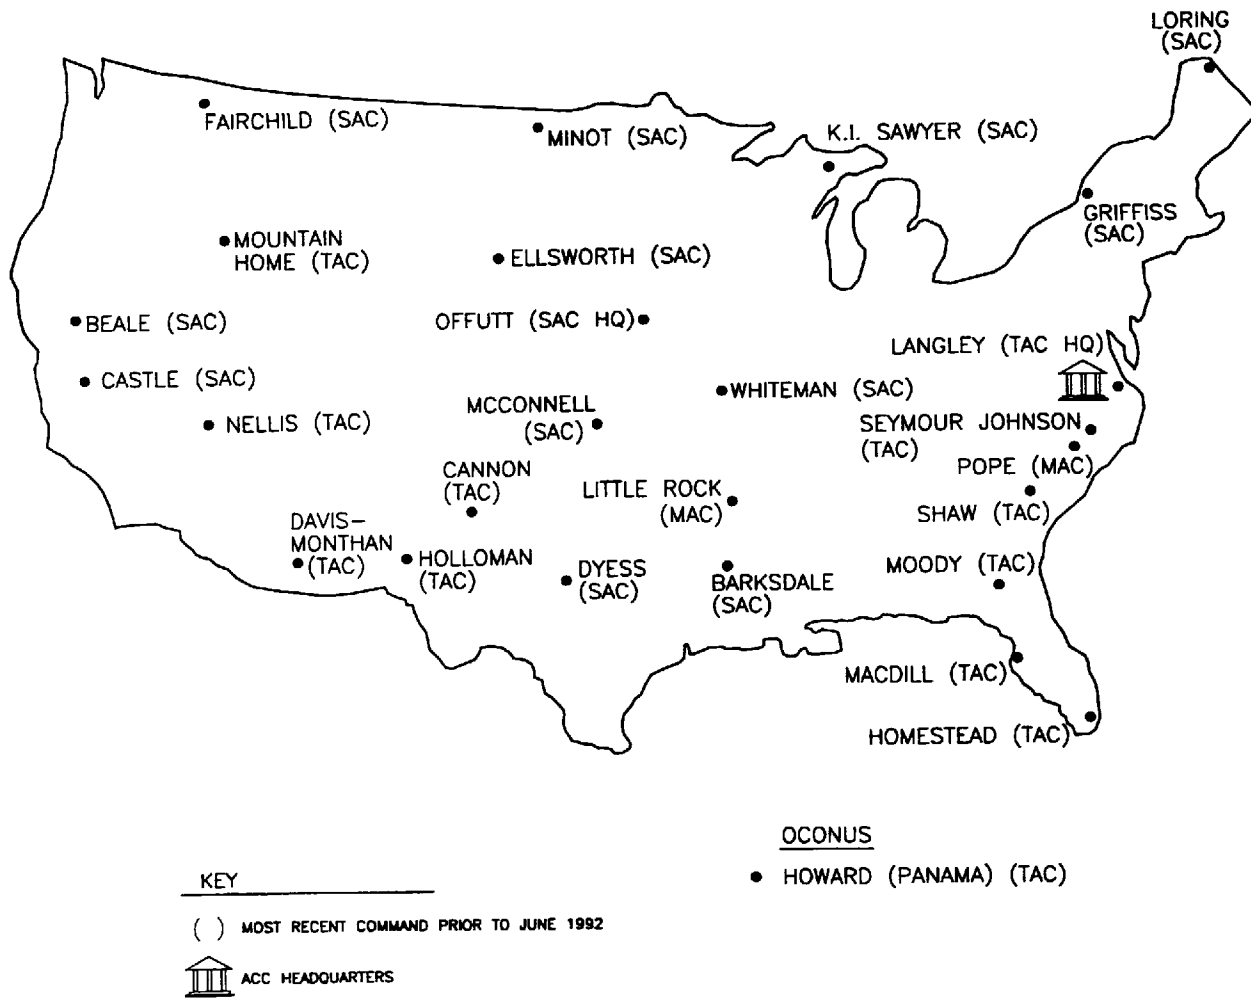 LORING
(SAC)
FAIRCHILD (SAC)
MINOT (SAC)
K.I. SAWYER (SAC)
GRIFFISS
(SAC)
MOUNTAIN
HOME (TAC)
ELLSWORTH (SAC)
BEALE (SAC)
OFFUTT (SAC HQ)
LANGLEY (TAC HQ)
CASTLE (SAC)
WHITEMAN (SAC)
NELLIS (TAC)
MCCONNELL
(SAC)
SEYMOUR JOHNSON
(TAC)
POPE (MAC)
CANNON
(TAC)
LITTLE ROCK
(MAC)
SHAW (TAC)
DAVIS-
MONTHAN
(TAC)
HOLLOMAN
(TAC)
DYESS
(SAC)
BARKSDALE
(SAC)
MOODY (TAC)
MACDILL (TAC)
HOMESTEAD (TAC)
OCONUS
HOWARD (PANAMA) (TAC)
KEY
( ) MOST RECENT COMMAND PRIOR TO JUNE 1992
ACC HEADQUARTERS